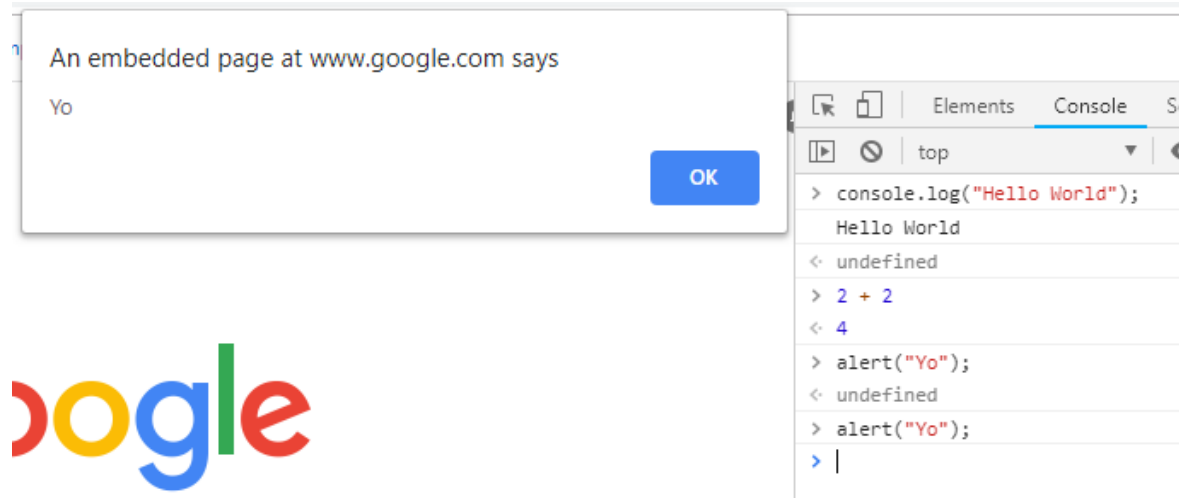 An embedded page at www.google.com says
Yo
OK
oogle
Elements Console
top
> console.log("Hello World");
Hello World
<· undefined
> 2 + 2
<· 4
> alert("Yo");
<· undefined
> alert("Yo");
>